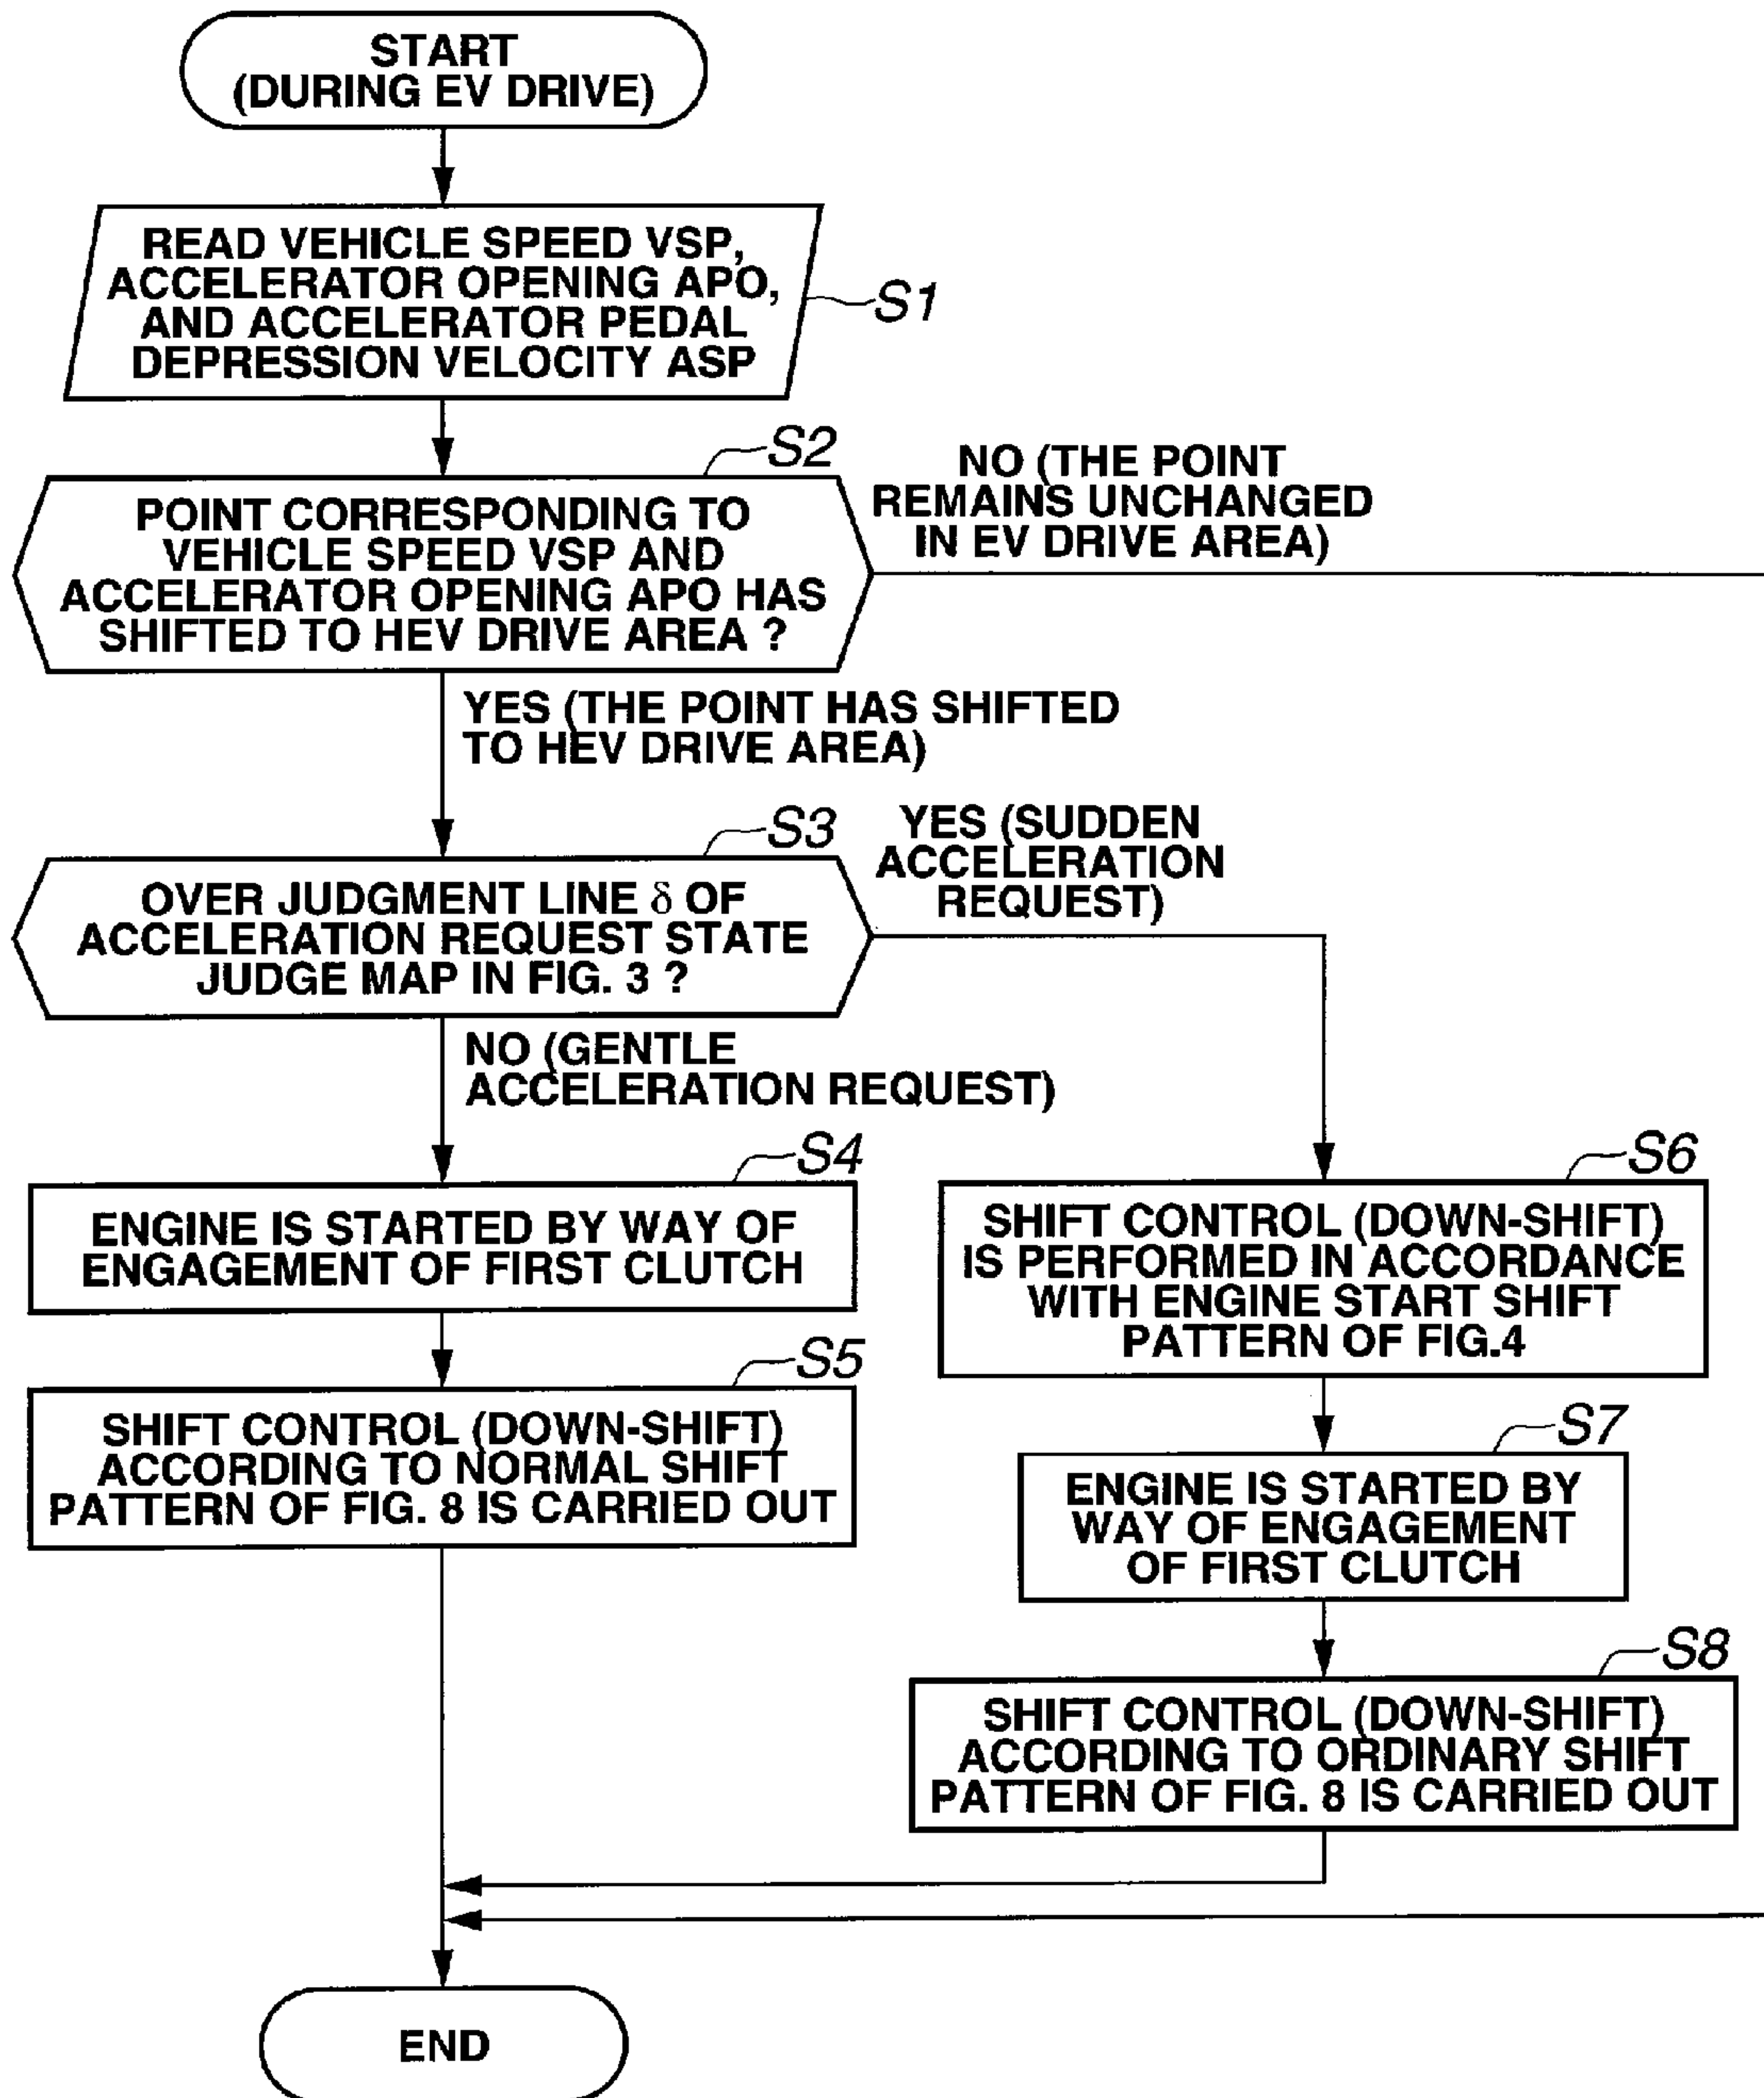 START
(DURING EV DRIVE)
READ VEHICLE SPEED VSP,
ACCELERATOR OPENING APO,
AND ACCELERATOR PEDAL
DEPRESSION VELOCITY ASP
S1
S2
POINT CORRESPONDING TO
VEHICLE SPEED VSP AND
ACCELERATOR OPENING APO HAS
SHIFTED TO HEV DRIVE AREA ?
NO (THE POINT
REMAINS UNCHANGED
IN EV DRIVE AREA)
YES (THE POINT HAS SHIFTED
TO HEV DRIVE AREA)
S3
OVER JUDGMENT LINE δ OF
ACCELERATION REQUEST STATE
JUDGE MAP IN FIG. 3 ?
YES (SUDDEN
ACCELERATION
REQUEST)
NO (GENTLE
ACCELERATION REQUEST)
S4
ENGINE IS STARTED BY WAY OF
ENGAGEMENT OF FIRST CLUTCH
S5
SHIFT CONTROL (DOWN-SHIFT)
ACCORDING TO NORMAL SHIFT
PATTERN OF FIG. 8 IS CARRIED OUT
S6
SHIFT CONTROL (DOWN-SHIFT)
IS PERFORMED IN ACCORDANCE
WITH ENGINE START SHIFT
PATTERN OF FIG.4
S7
ENGINE IS STARTED BY
WAY OF ENGAGEMENT
OF FIRST CLUTCH
S8
SHIFT CONTROL (DOWN-SHIFT)
ACCORDING TO ORDINARY SHIFT
PATTERN OF FIG. 8 IS CARRIED OUT
END